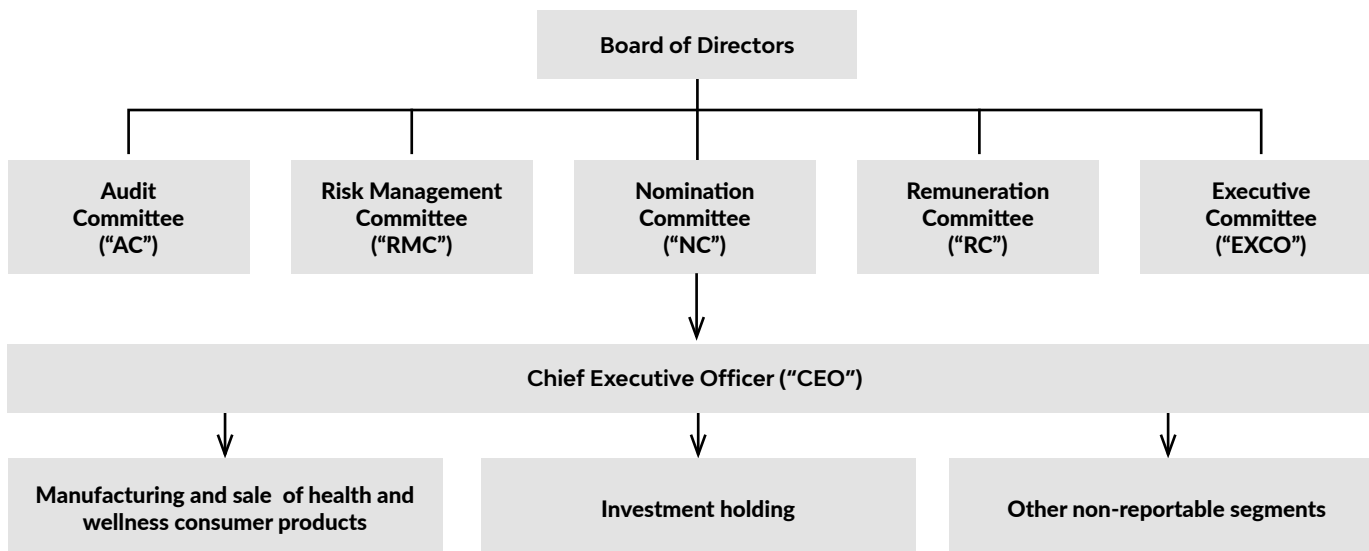 Board of Directors
Audit
Committee
(“AC”)
Risk Management
Committee
(“RMC”)
Nomination
Committee
(“NC”)
Remuneration
Committee
(“RC”)
Executive
Committee
(“EXCO”)
Chief Executive Officer (“CEO”)
Manufacturing and sale of health and
wellness consumer products
Investment holding
Other non-reportable segments